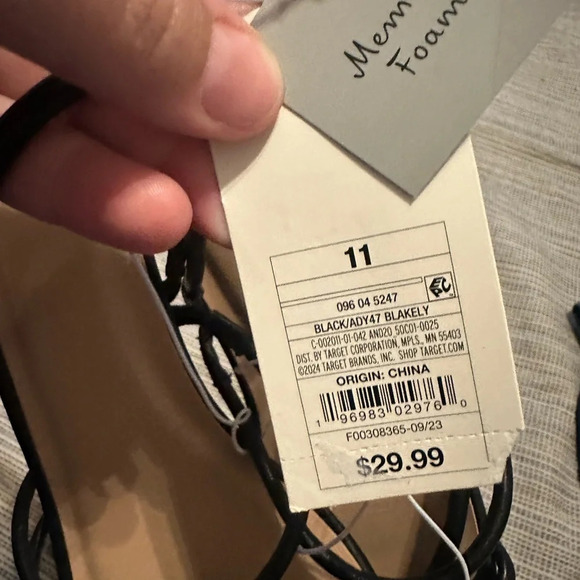 Mem
Foam
11
EPC
096 04 5247
BLACK/ADY47 BLAKELY
C-002011-01-042 AND20 50C01-0025
DIST. BY TARGET CORPORATION, MPLS., MN 55403
©2024 TARGET BRANDS, INC. SHOP TARGET.COM
ORIGIN: CHINA
1 96983 02976 0
F00308365-09/23
$29.99